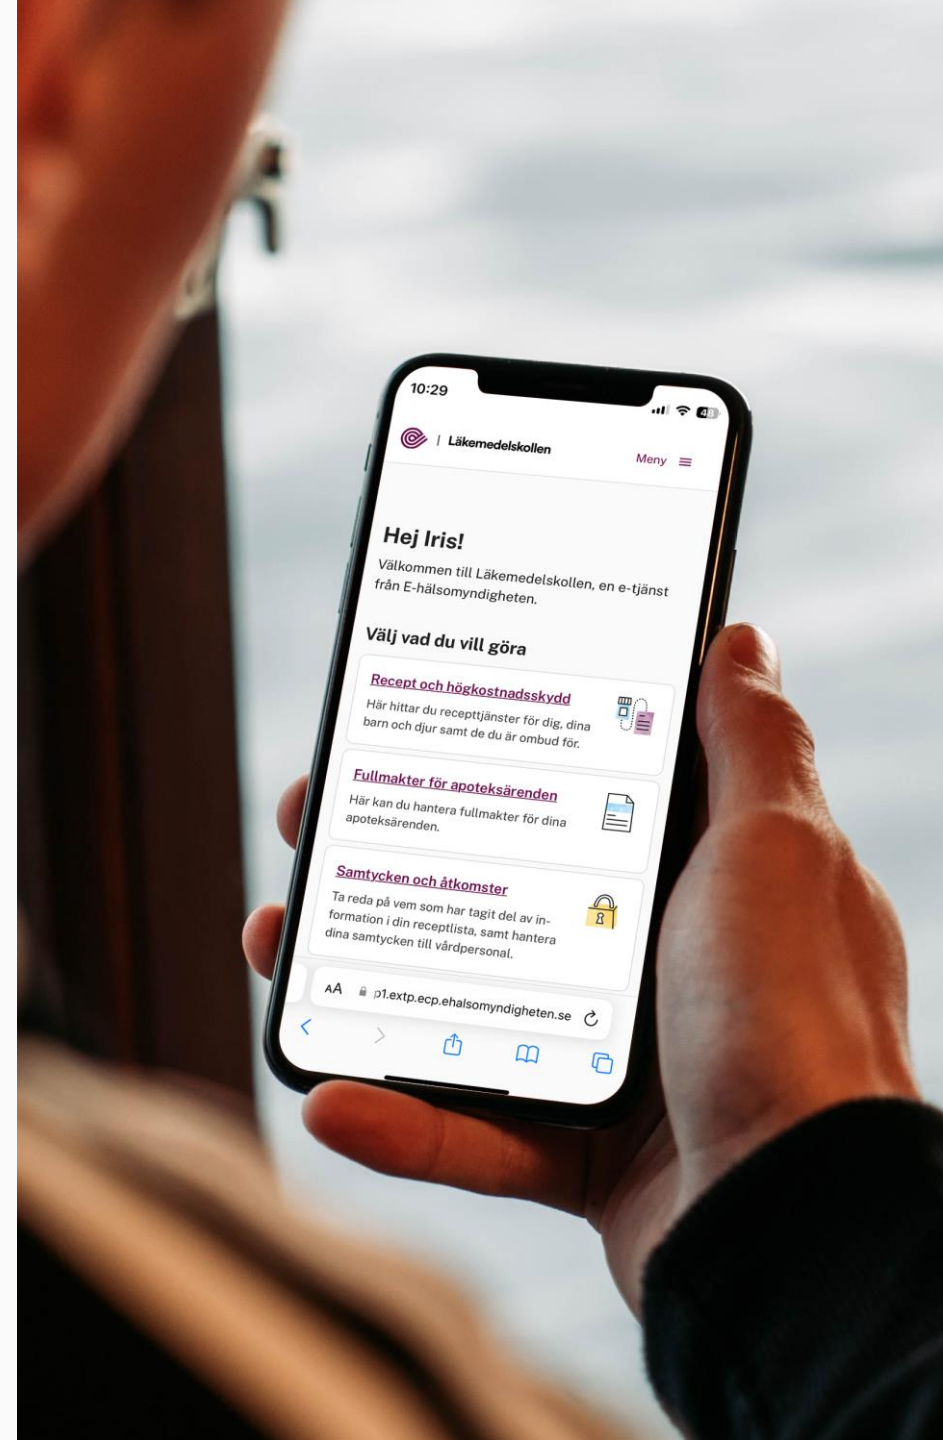 10:29
48
| Läkemedelskollen
Meny
Hej Iris!
Välkommen till Läkemedelskollen, en e-tjänst
från E-hälsomyndigheten.
Välj vad du vill göra
Recept och högkostnadsskydd
Här hittar du recepttjänster för dig, dina
barn och djur samt de du är ombud för.
Fullmakter för apoteksärenden
Här kan du hantera fullmakter för dina
apoteksärenden.
Samtycken och åtkomster
Ta reda på vem som har tagit del av in-
formation i din receptlista, samt hantera
dina samtycken till vårdpersonal.
AA p1.extp.ecp.ehalsomyndigheten.se